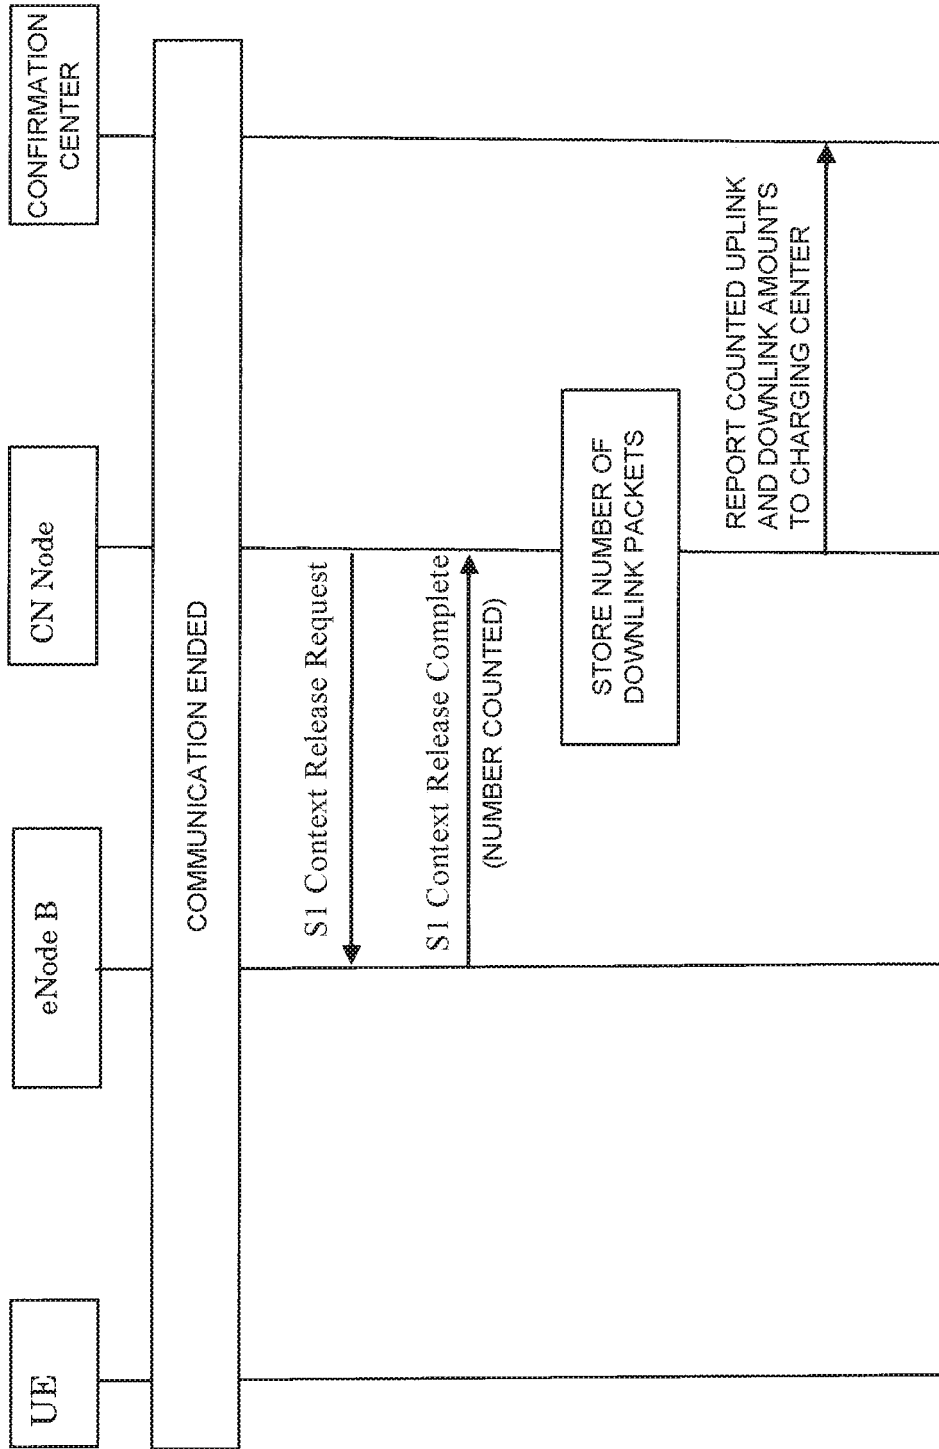 UE
eNode B
CN Node
CONFIRMATION
CENTER
COMMUNICATION ENDED
S1 Context Release Request
S1 Context Release Complete
(NUMBER COUNTED)
STORE NUMBER OF
DOWNLINK PACKETS
REPORT COUNTED UPLINK
AND DOWNLINK AMOUNTS
TO CHARGING CENTER